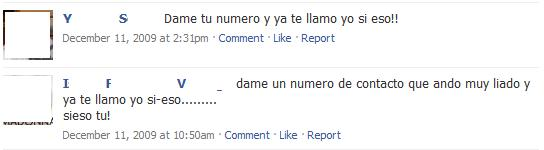 Y S Dame tu numero y ya te llamo yo si eso!!
December 11, 2009 at 2:31pm · Comment · Like · Report
I F V _ dame un numero de contacto que ando muy liado y
ya te llamo yo si-eso.........
sieso tu!
MADONNA
December 11, 2009 at 10:50am · Comment · Like · Report